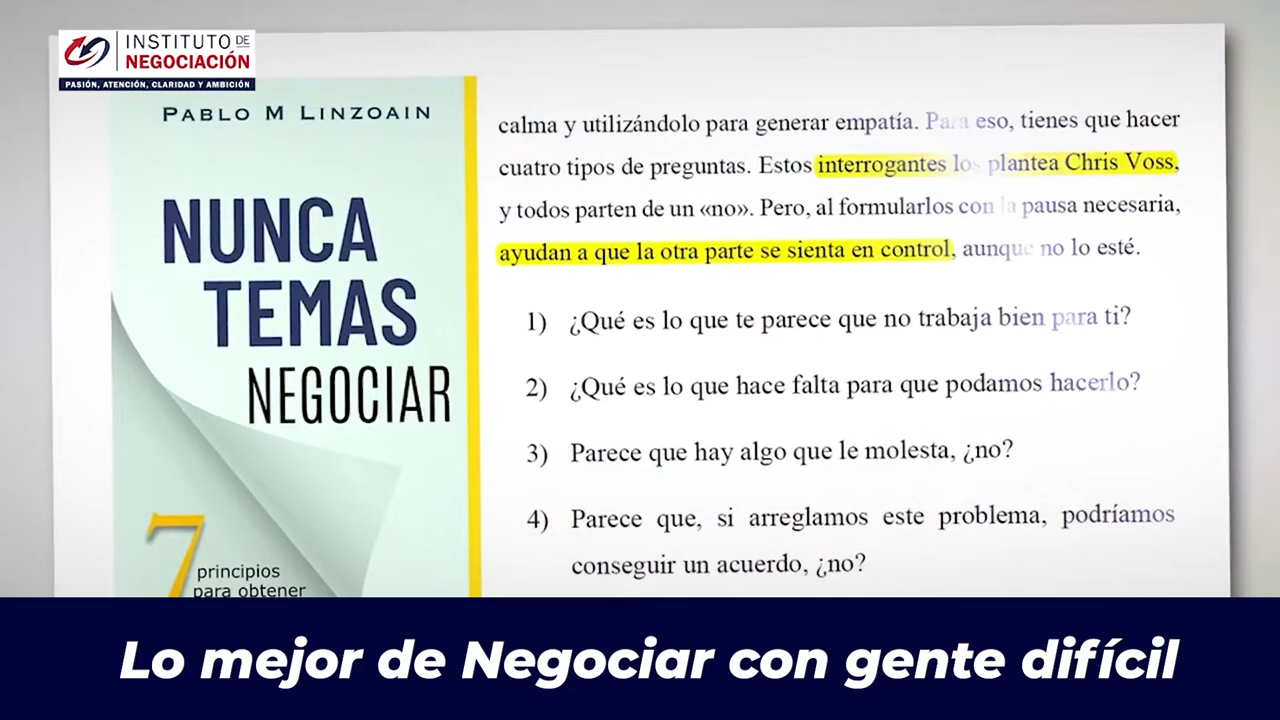 INSTITUTO DE
NEGOCIACIÓN
PASIÓN, ATENCIÓN, CLARIDAD Y AMBICIÓN
PABLO M LINZOAIN
NUNCA
TEMAS
NEGOCIAR
7
principios
para obtener
calma y utilizándolo para generar empatía. Para eso, tienes que hacer
cuatro tipos de preguntas. Estos interrogantes los plantea Chris Voss,
y todos parten de un «no». Pero, al formularlos con la pausa necesaria,
ayudan a que la otra parte se sienta en control, aunque no lo esté.
1) ¿Qué es lo que te parece que no trabaja bien para ti?
2) ¿Qué es lo que hace falta para que podamos hacerlo?
3) Parece que hay algo que le molesta, ¿no?
4) Parece que, si arreglamos este problema, podríamos
conseguir un acuerdo, ¿no?
Lo mejor de Negociar con gente difícil